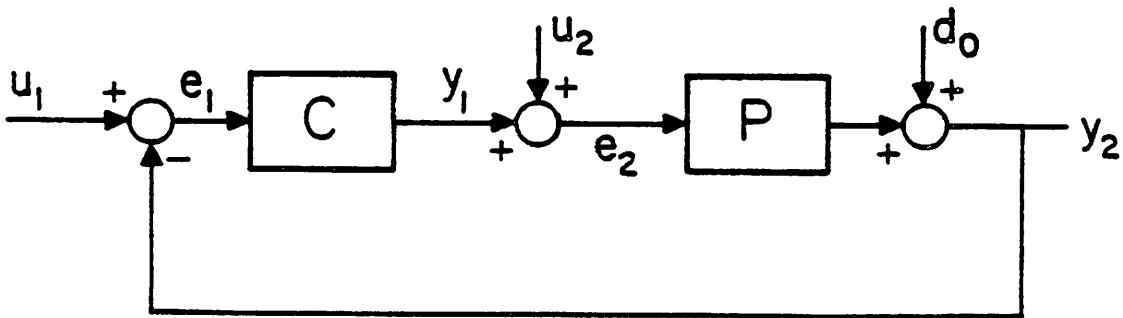 u₁ + e₁ C y₁ u₂ + e₂ P d₀ + y₂
− + +